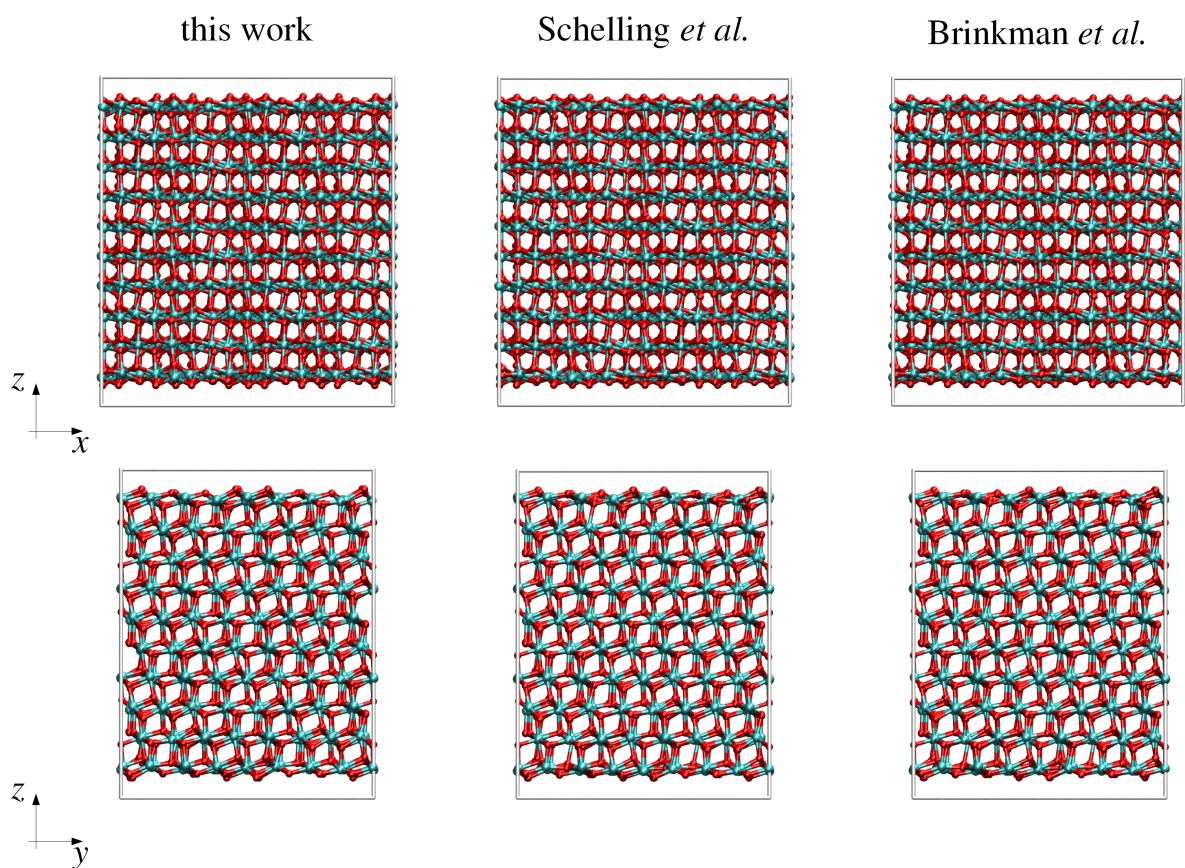 this work
Schelling et al.
Brinkman et al.
z
x
z
y